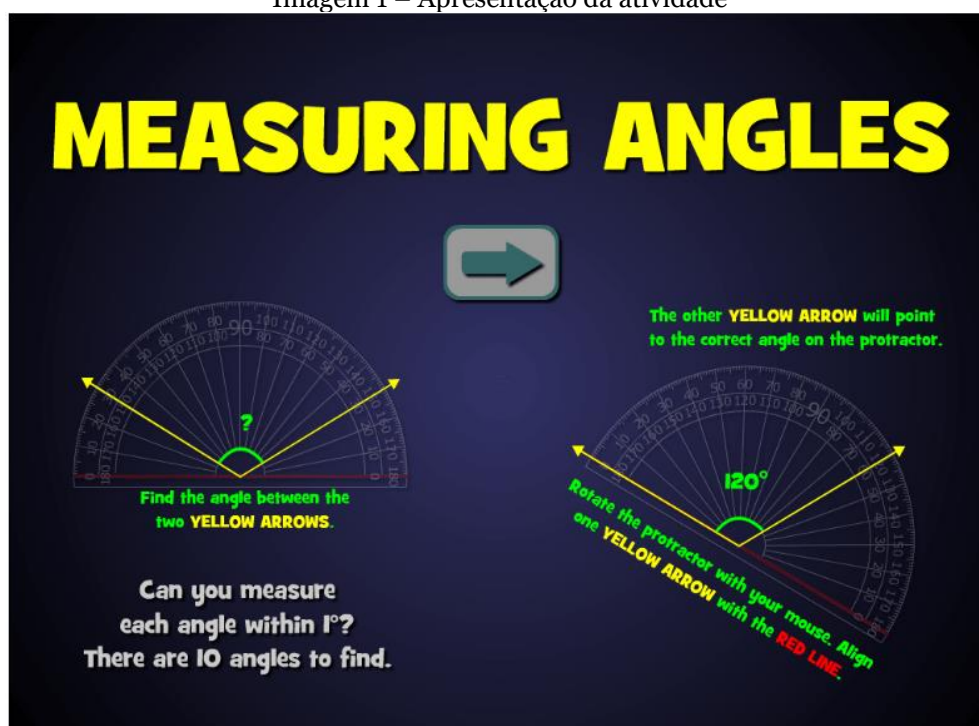 Imagem 1 – Apresentação da atividade
MEASURING ANGLES
The other YELLOW ARROW will point
to the correct angle on the protractor.
?
Find the angle between the
two YELLOW ARROWS.
120°
Rotate the protractor with your mouse. Align
one YELLOW ARROW with the RED LINE.
Can you measure
each angle within 1°?
There are 10 angles to find.